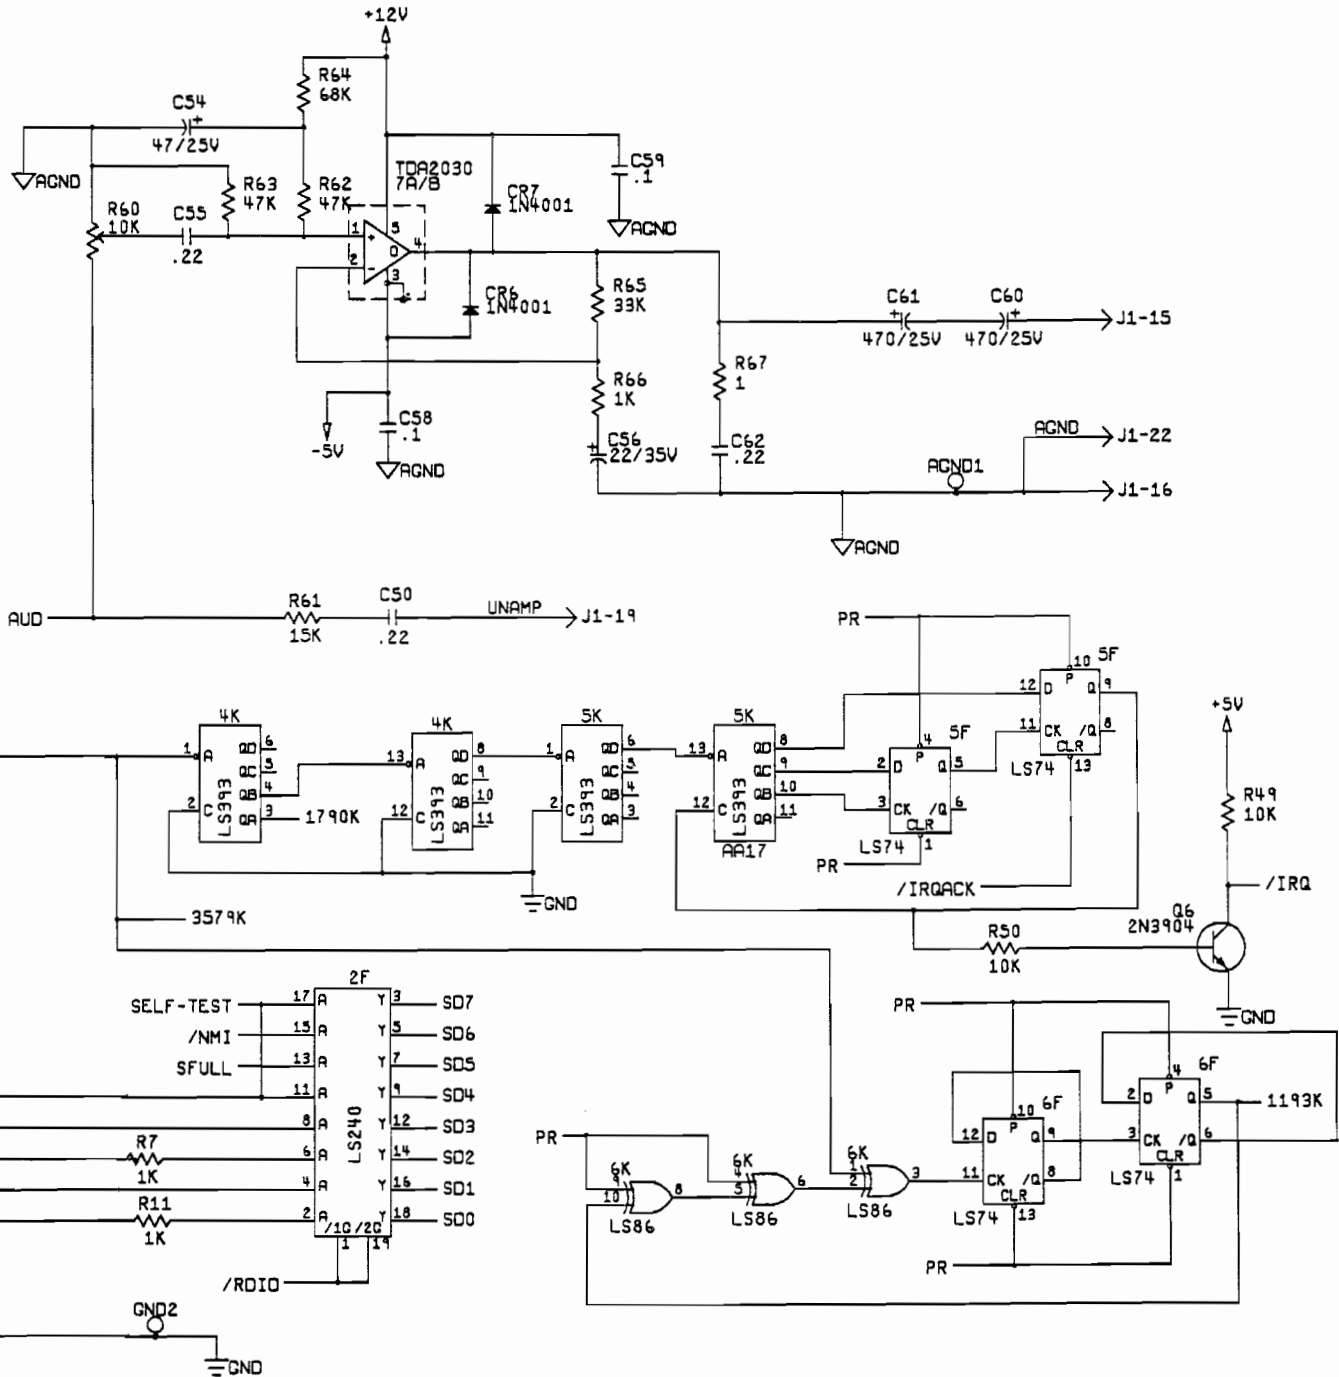 +12V
R64
68K
C54
47/25V
AGND
R63
47K
R62
47K
TDA2030
7A/B
CR7
1N4001
C59
.1
AGND
R60
10K
C55
.22
1
+
5
4
O
2
-
3
CR6
1N4001
R65
33K
C61
470/25V
C60
470/25V
J1-15
R66
1K
R67
1
-5V
C58
.1
AGND
C56
22/35V
C62
.22
AGND
J1-22
AGND1
J1-16
AGND
AUD
R61
15K
C50
.22
UNAMP
J1-19
PR
4K
1 A QD 6
QC 5
QB 4
2 C QA 3
LS393
1790K
4K
13 A QD 8
QC 9
QB 10
12 C QA 11
LS393
5K
1 A QD 6
QC 5
QB 4
2 C QA 3
LS393
5K
13 A QD 8
QC 9
QB 10
12 C QA 11
LS393
AA17
5F
4
2 D P Q 5
3 CK /Q 6
CLR
LS74 1
PR
5F
10
12 D P Q 9
11 CK /Q 8
CLR
LS74 13
/IRQACK
+5V
R49
10K
/IRQ
Q6
2N3904
R50
10K
GND
GND
3579K
2F
SELF-TEST 17 A Y 3 SD7
/NMI 15 A Y 5 SD6
SFULL 13 A Y 7 SD5
11 A Y 9 SD4
8 A Y 12 SD3
R7
1K
6 A Y 14 SD2
4 A Y 16 SD1
R11
1K
2 A Y 18 SD0
LS240
/1G /2G
1 19
/RDIO
PR
6K
9
10 8
LS86
6K
4
5 6
LS86
6K
1
2 3
LS86
PR
6F
10
12 D P Q 9
11 CK /Q 8
CLR
LS74 13
6F
4
2 D P Q 5
3 CK /Q 6
CLR
LS74 1
1193K
PR
GND2
GND